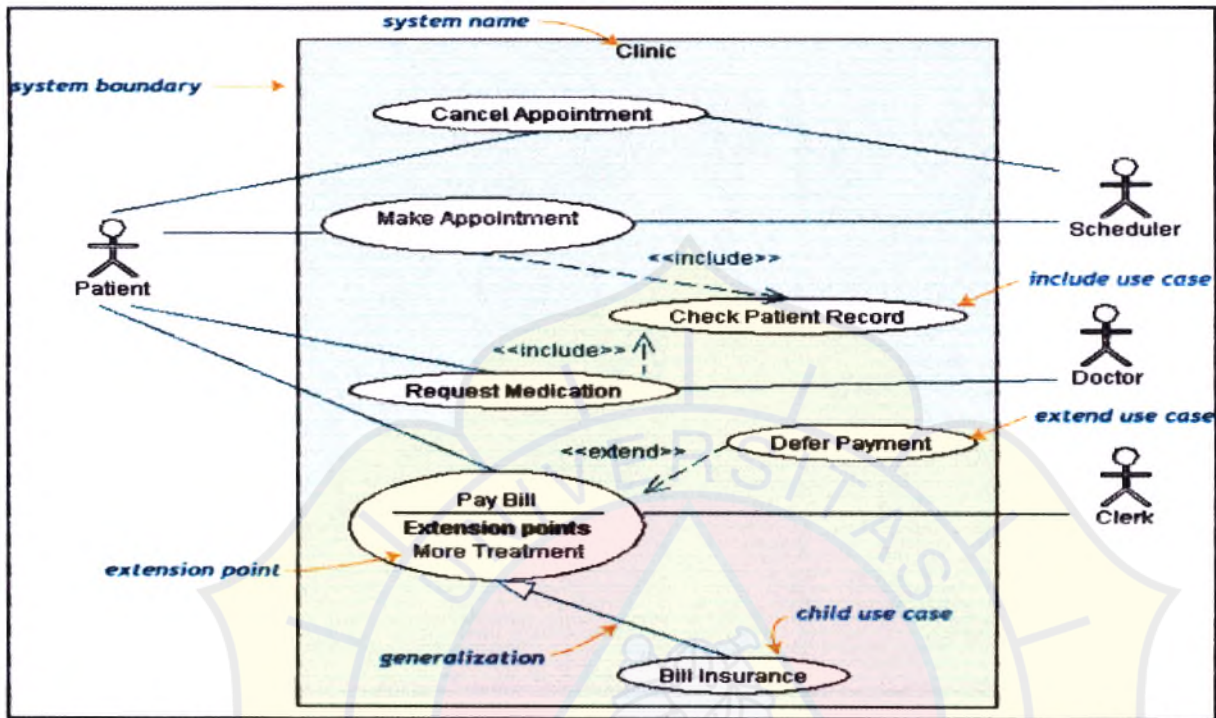 system name
Clinic
system boundary
Cancel Appointment
Make Appointment
Scheduler
<<include>>
Patient
include use case
Check Patient Record
<<include>>
Request Medication
Doctor
extend use case
Defer Payment
<<extend>>
Pay Bill
Extension points
More Treatment
Clerk
extension point
child use case
generalization
Bill Insurance
UNIVERSITAS